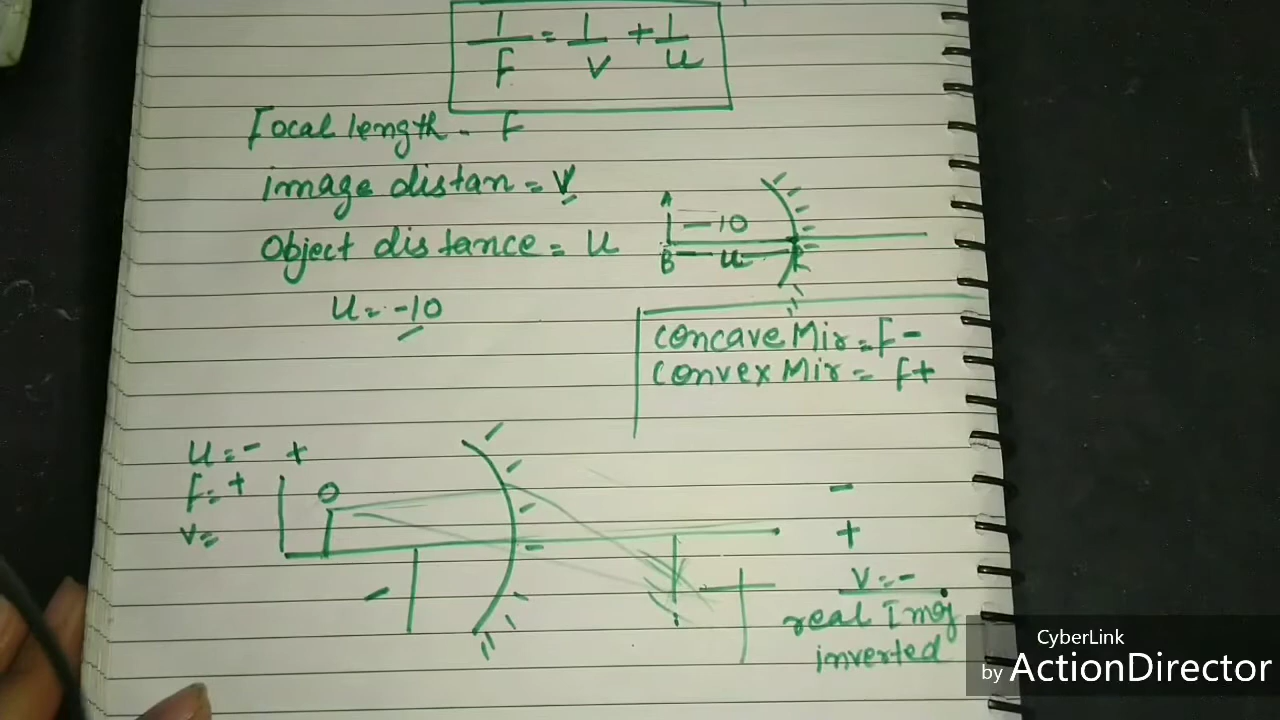 1/F = 1/V + 1/u
Focal length - F
image distan = V
A
-10
object distance = u
B - u - P
u = -10
concave Mir = F -
convex Mir = F+
u = - +
F = +
O
-
v =
+
-
v = -
real Imaj
inverted
CyberLink
by ActionDirector